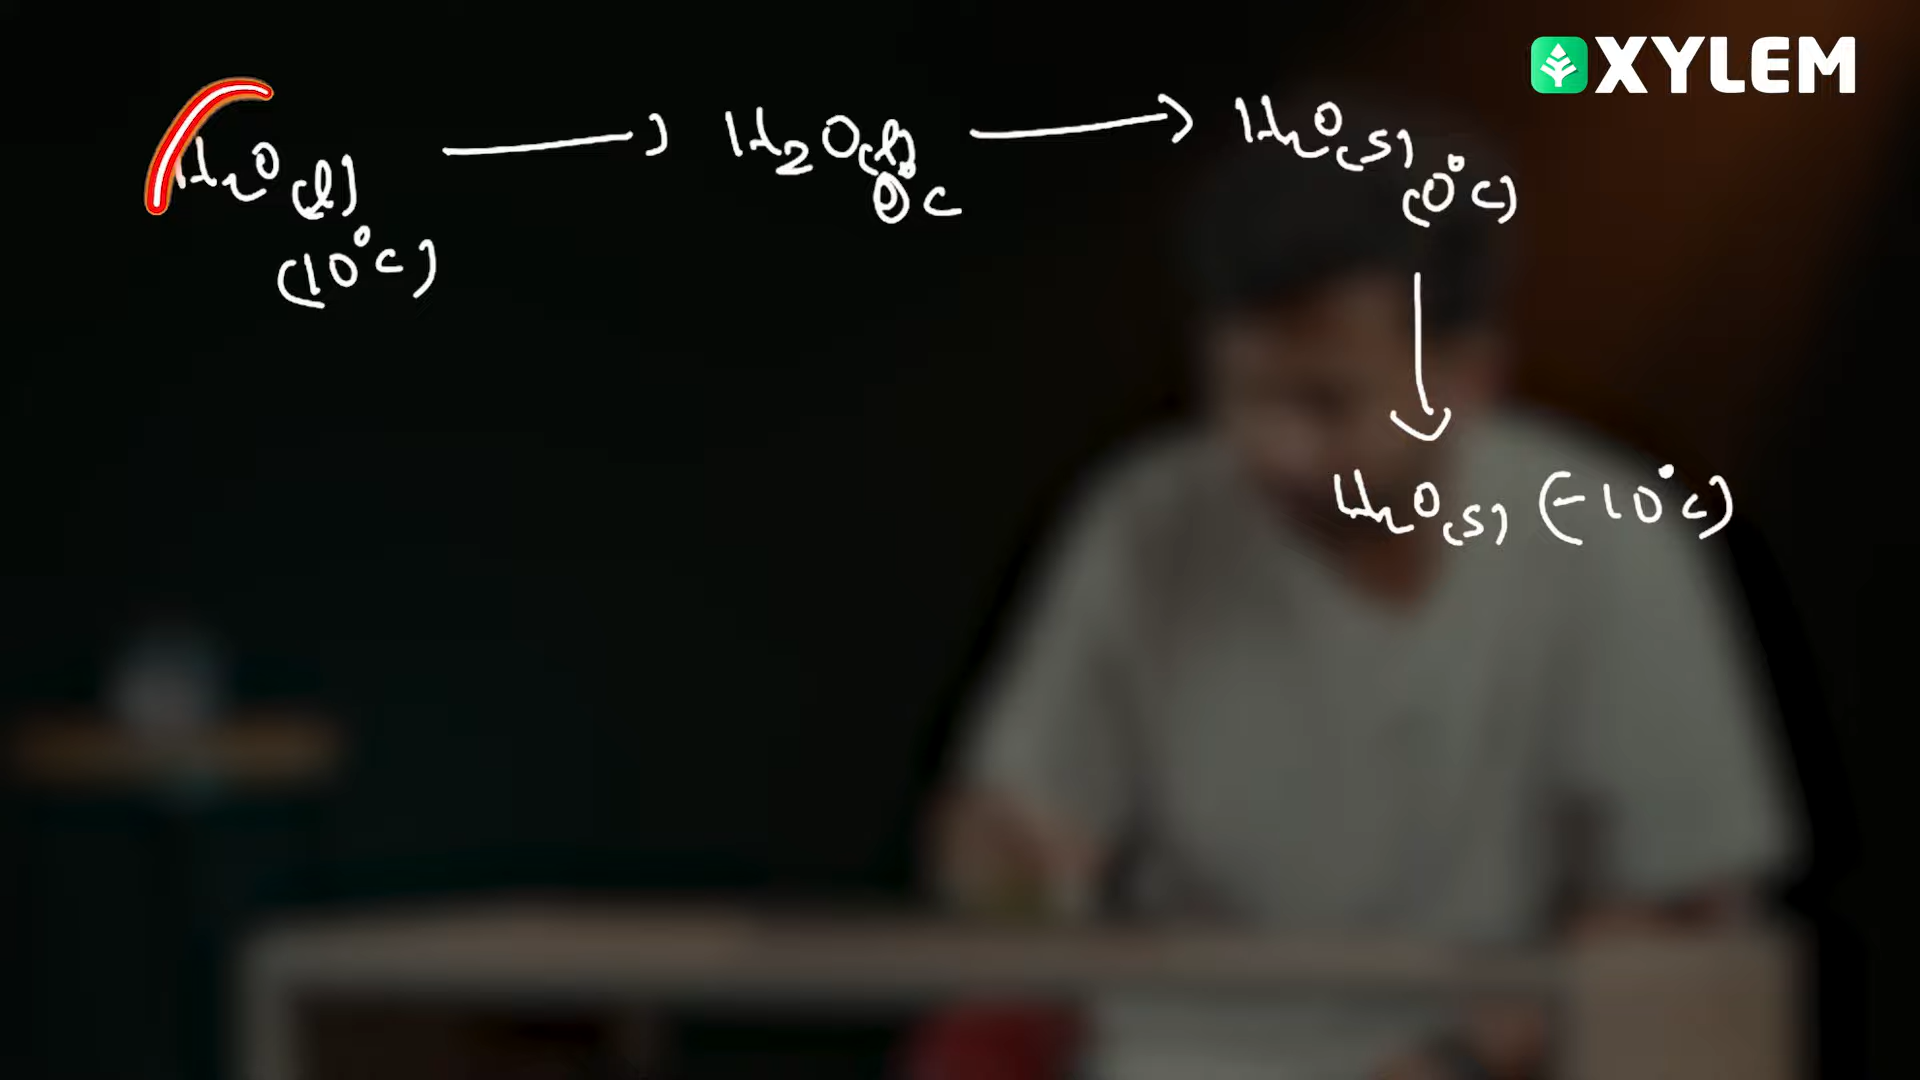 XYLEM
H₂O(l) → H₂O(l) → H₂O(s)
(10°C) 0°C (0°C)
↓
H₂O(s) (-10°C)